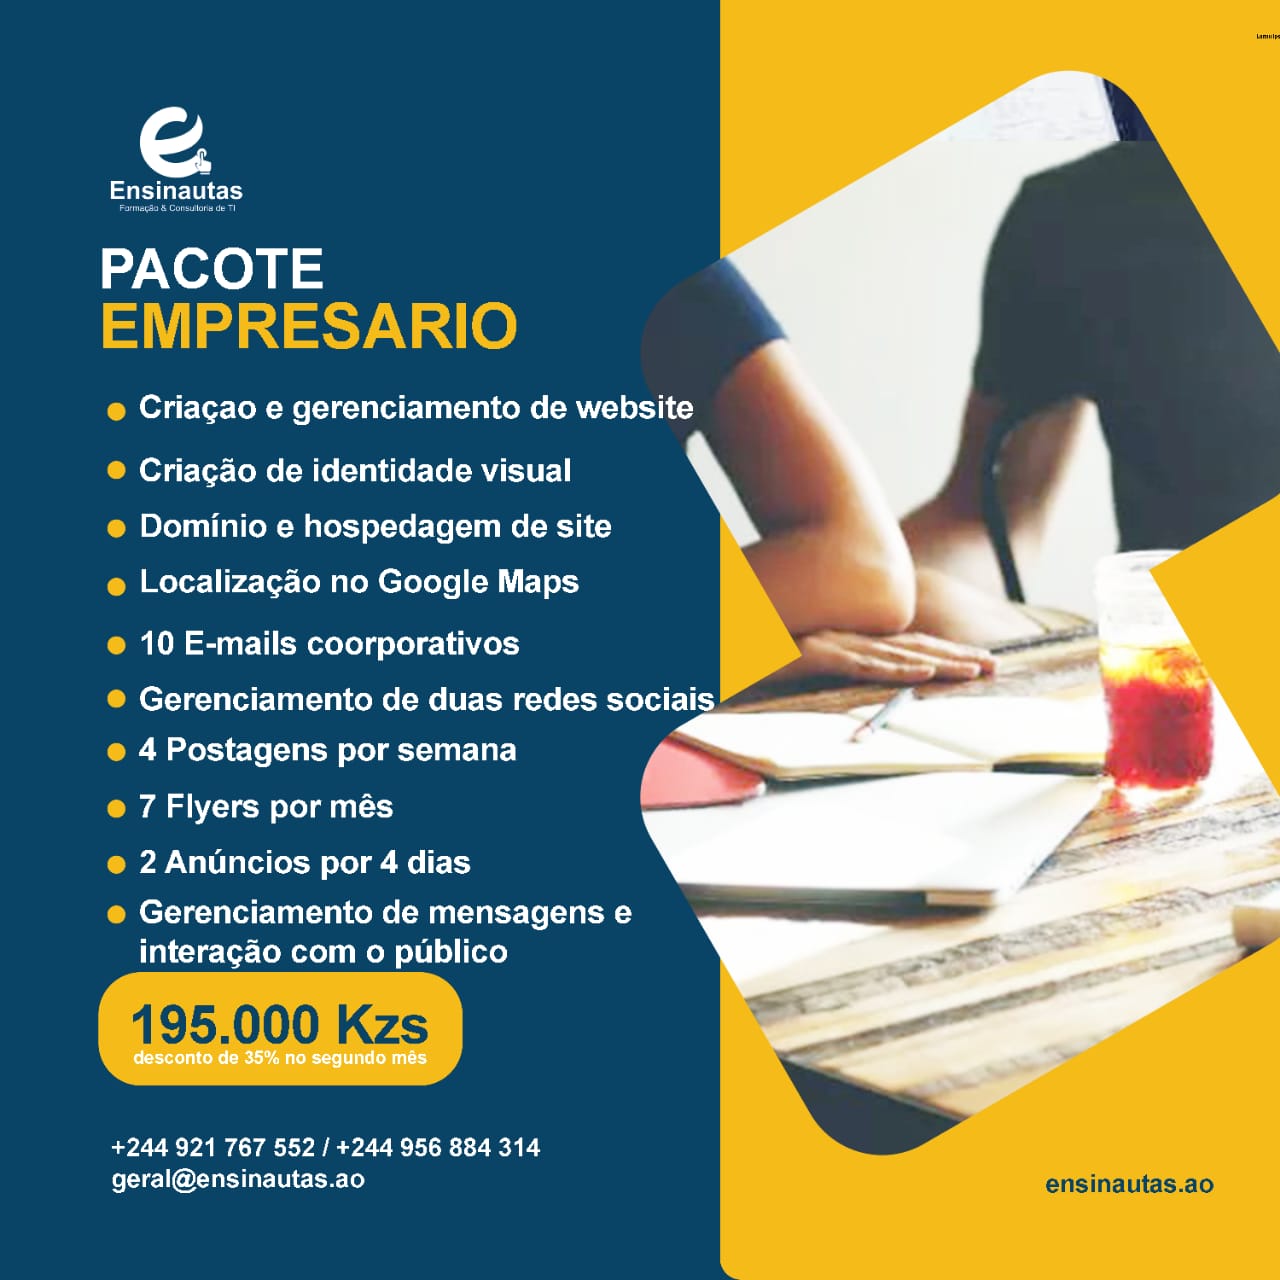 Ensinautas
Formação & Consultoria de TI
PACOTE
EMPRESARIO
Criaçao e gerenciamento de website
Criação de identidade visual
Domínio e hospedagem de site
Localização no Google Maps
10 E-mails coorporativos
Gerenciamento de duas redes sociais
4 Postagens por semana
7 Flyers por mês
2 Anúncios por 4 dias
Gerenciamento de mensagens e
interação com o público
195.000 Kzs
desconto de 35% no segundo mês
+244 921 767 552 / +244 956 884 314
geral@ensinautas.ao
ensinautas.ao